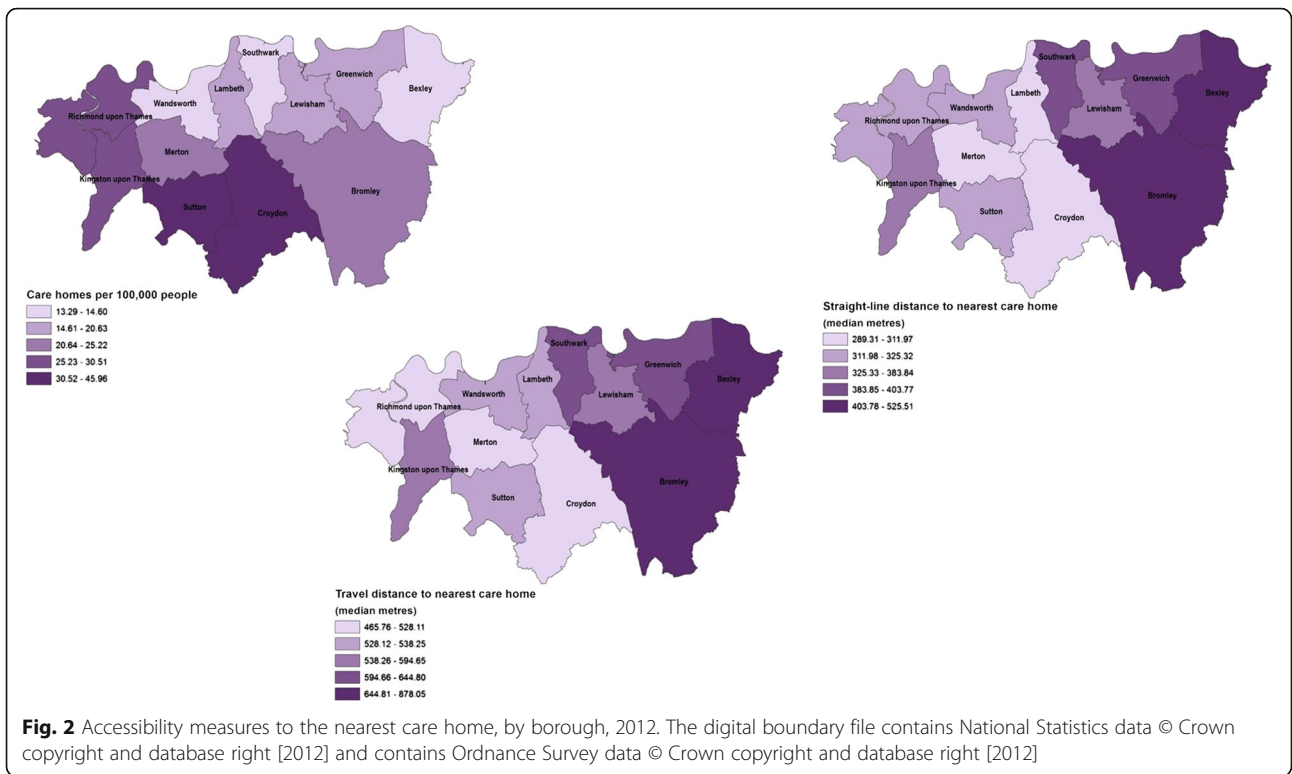 Southwark
Greenwich
Bexley
Lambeth
Wandsworth
Lewisham
Richmond upon Thames
Merton
Kingston upon Thames
Bromley
Sutton
Croydon
Care homes per 100,000 people
13.29 - 14.60
14.61 - 20.63
20.64 - 25.22
25.23 - 30.51
30.52 - 45.96
Southwark
Greenwich
Bexley
Lambeth
Wandsworth
Lewisham
Richmond upon Thames
Merton
Kingston upon Thames
Bromley
Sutton
Croydon
Straight-line distance to nearest care home
(median metres)
289.31 - 311.97
311.98 - 325.32
325.33 - 383.84
383.85 - 403.77
403.78 - 525.51
Southwark
Greenwich
Bexley
Lambeth
Wandsworth
Lewisham
Richmond upon Thames
Merton
Kingston upon Thames
Bromley
Sutton
Croydon
Travel distance to nearest care home
(median metres)
465.76 - 528.11
528.12 - 538.25
538.26 - 594.65
594.66 - 644.80
644.81 - 878.05
Fig. 2 Accessibility measures to the nearest care home, by borough, 2012. The digital boundary file contains National Statistics data © Crown
copyright and database right [2012] and contains Ordnance Survey data © Crown copyright and database right [2012]